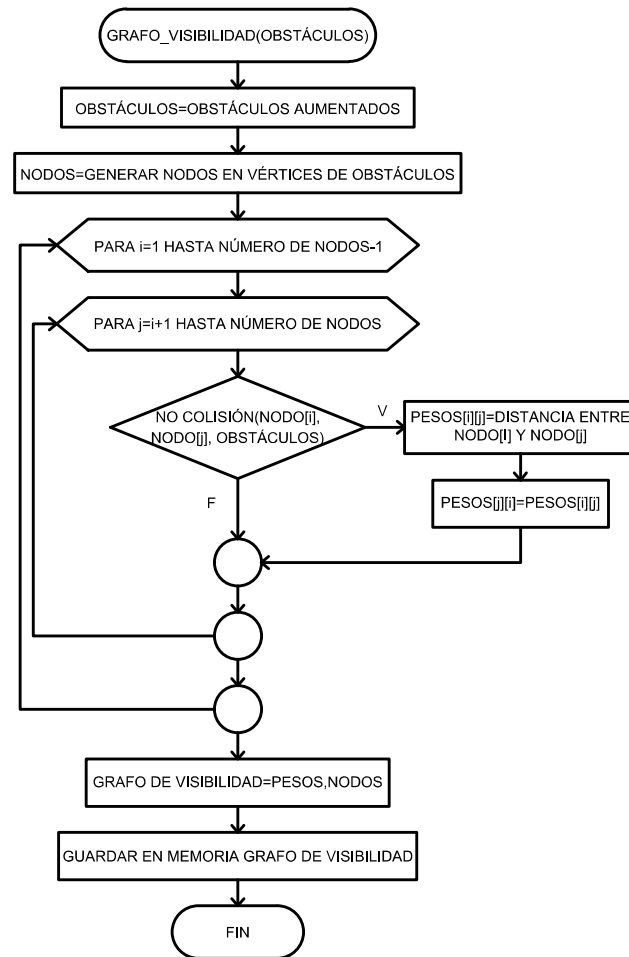 GRAFO_VISIBILIDAD(OBSTÁCULOS)
OBSTÁCULOS=OBSTÁCULOS AUMENTADOS
NODOS=GENERAR NODOS EN VÉRTICES DE OBSTÁCULOS
PARA i=1 HASTA NÚMERO DE NODOS-1
PARA j=i+1 HASTA NÚMERO DE NODOS
NO COLISIÓN(NODO[i],
NODO[j], OBSTÁCULOS)
V
PESOS[i][j]=DISTANCIA ENTRE
NODO[I] Y NODO[j]
PESOS[j][i]=PESOS[i][j]
F
GRAFO DE VISIBILIDAD=PESOS,NODOS
GUARDAR EN MEMORIA GRAFO DE VISIBILIDAD
FIN